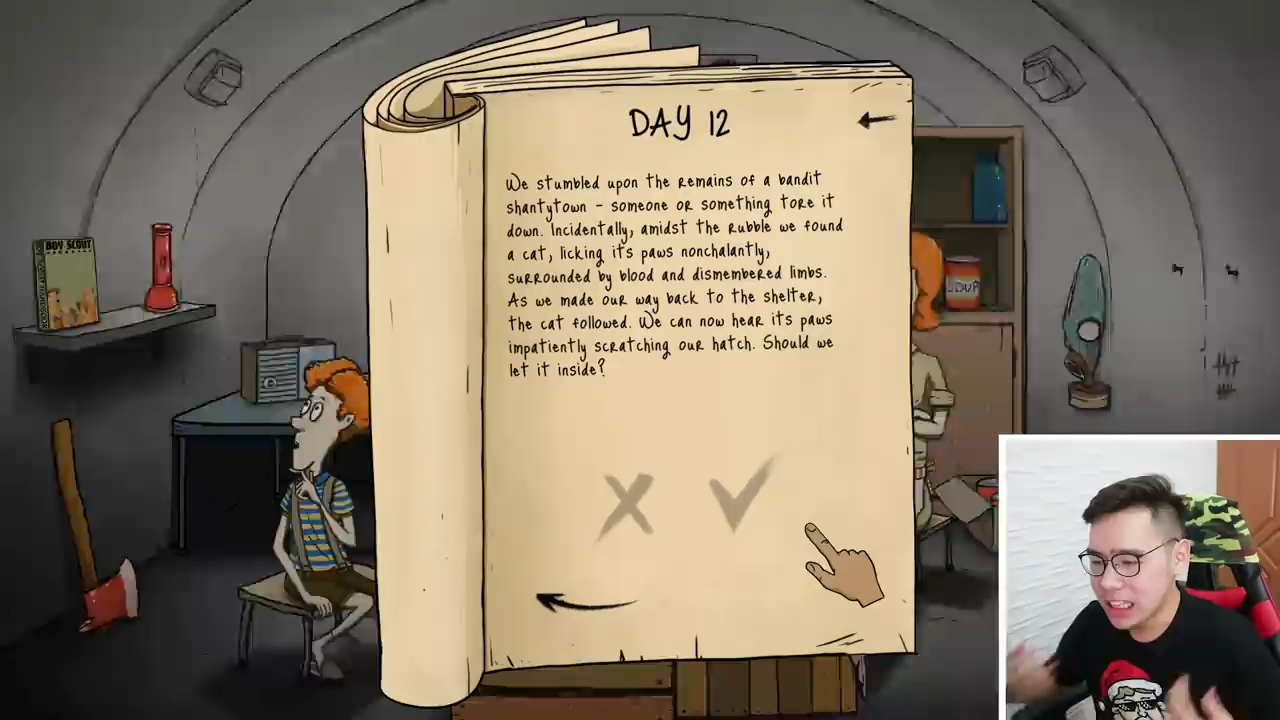 DAY 12
We stumbled upon the remains of a bandit
shantytown - someone or something tore it
down. Incidentally, amidst the rubble we found
a cat, licking its paws nonchalantly,
surrounded by blood and dismembered limbs.
As we made our way back to the shelter,
the cat followed. We can now hear its paws
impatiently scratching our hatch. Should we
let it inside?
BOY SCOUT
SOUP